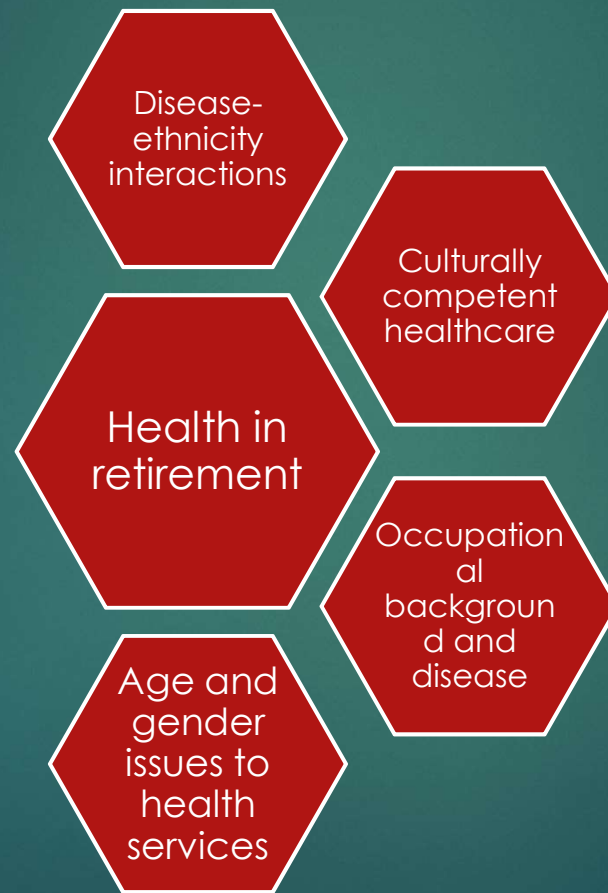 Disease-
ethnicity
interactions
Culturally
competent
healthcare
Health in
retirement
Occupation
al
backgroun
d and
disease
Age and
gender
issues to
health
services